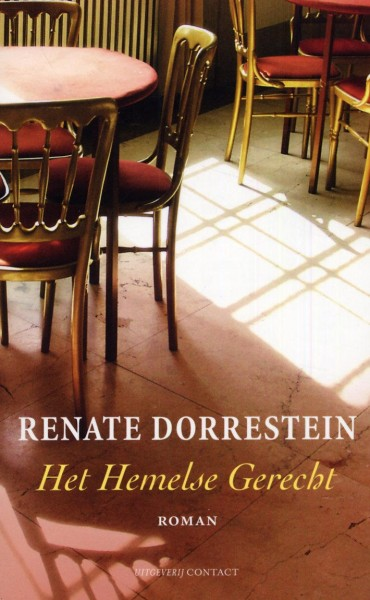 RENATE DORRESTEIN
Het Hemelse Gerecht
ROMAN
UITGEVERIJ CONTACT